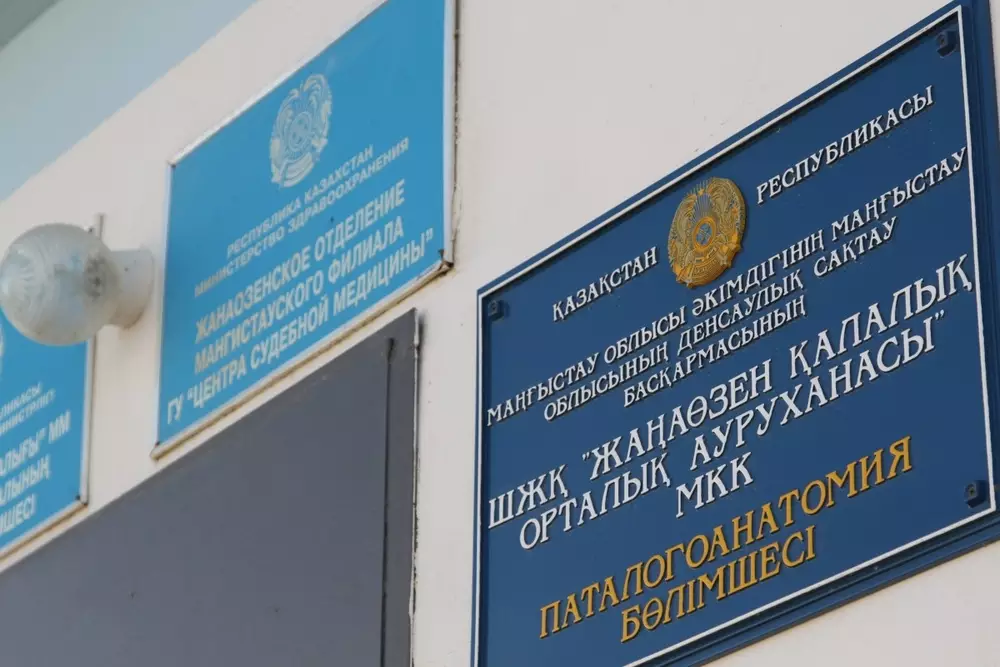 РЕСПУБЛИКА КАЗАХСТАН
МИНИСТЕРСТВО ЗДРАВООХРАНЕНИЯ
ЖАНАОЗЕНСКОЕ ОТДЕЛЕНИЕ
МАНГИСТАУСКОГО ФИЛИАЛА
ГУ "ЦЕНТРА СУДЕБНОЙ МЕДИЦИНЫ"
ММ
ҚАЗАҚСТАН РЕСПУБЛИКАСЫ
МАҢҒЫСТАУ ОБЛЫСЫ ӘКІМДІГІНІҢ МАҢҒЫСТАУ
ОБЛЫСЫНЫҢ ДЕНСАУЛЫҚ САҚТАУ
БАСҚАРМАСЫНЫҢ
ШЖҚ "ЖАҢАӨЗЕН ҚАЛАЛЫҚ
ОРТАЛЫҚ АУРУХАНАСЫ"
МКК
ПАТАЛОГОАНАТОМИЯ
БӨЛІМШЕСІ